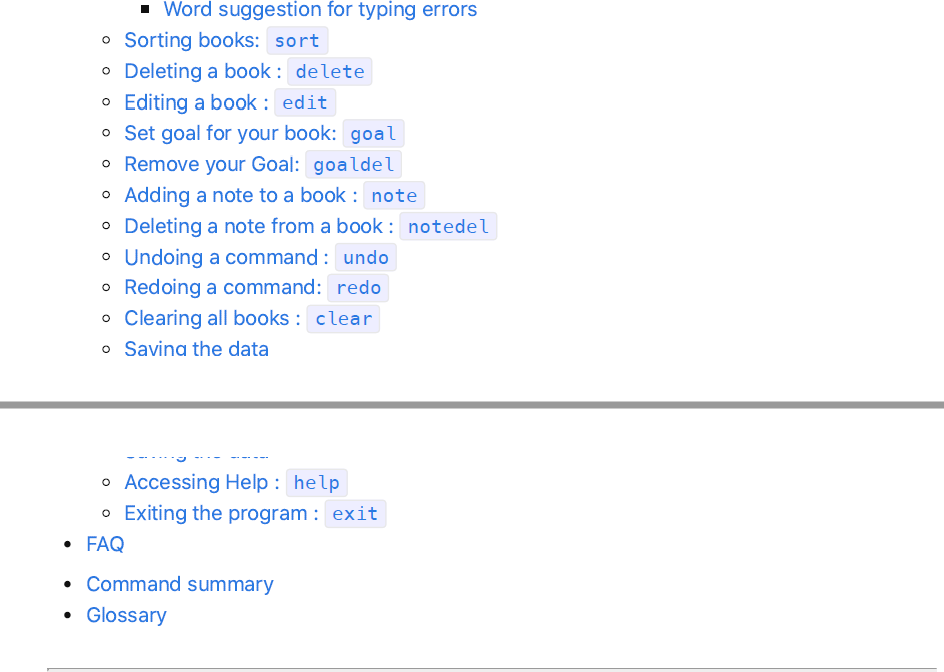 Word suggestion for typing errors
Sorting books: sort
Deleting a book : delete
Editing a book : edit
Set goal for your book: goal
Remove your Goal: goaldel
Adding a note to a book : note
Deleting a note from a book : notedel
Undoing a command : undo
Redoing a command: redo
Clearing all books : clear
Saving the data
Saving the data
Accessing Help : help
Exiting the program : exit
FAQ
Command summary
Glossary